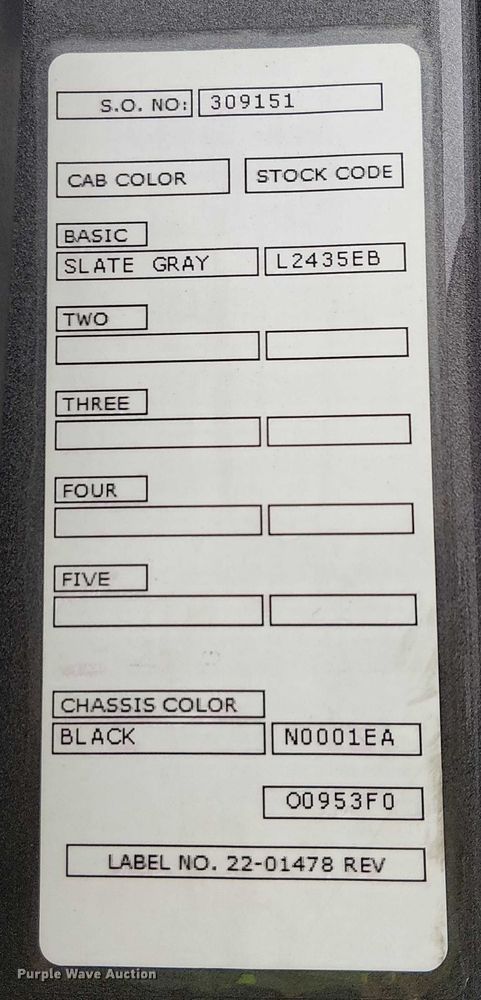 S.O. NO: 309151
CAB COLOR STOCK CODE
BASIC
SLATE GRAY L2435EB
TWO
THREE
FOUR
FIVE
CHASSIS COLOR
BLACK N0001EA
O0953F0
LABEL NO. 22-01478 REV
Purple Wave Auction